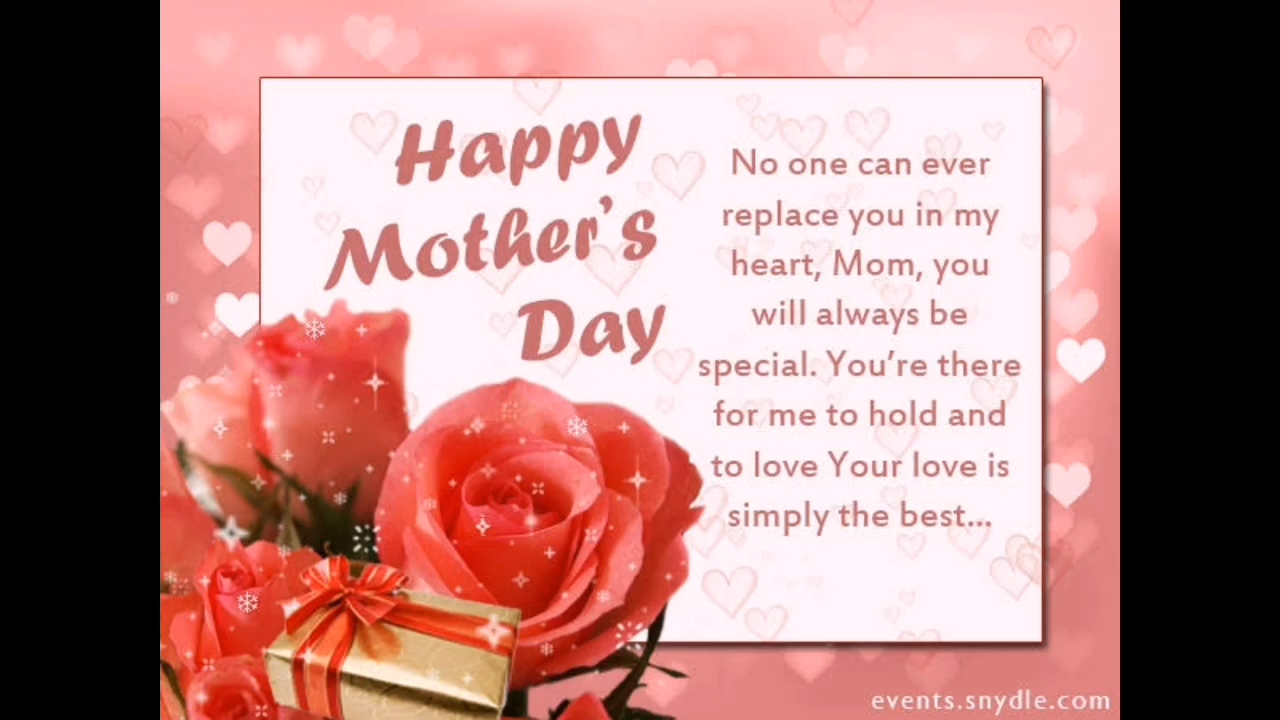 Happy
Mother's
Day
No one can ever
replace you in my
heart, Mom, you
will always be
special. You're there
for me to hold and
to love Your love is
simply the best...
events.snydle.com